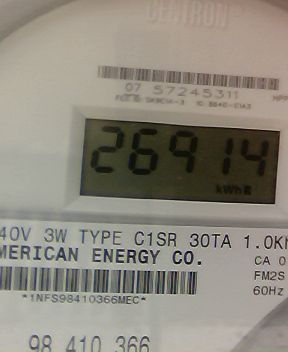 CENTRON®
07 57245311
26914
kWh
40V 3W TYPE C1SR 30TA 1.0K
MERICAN ENERGY CO.
CA 0
FM2S
60Hz
*1NFS98410366MEC*
98 410 366